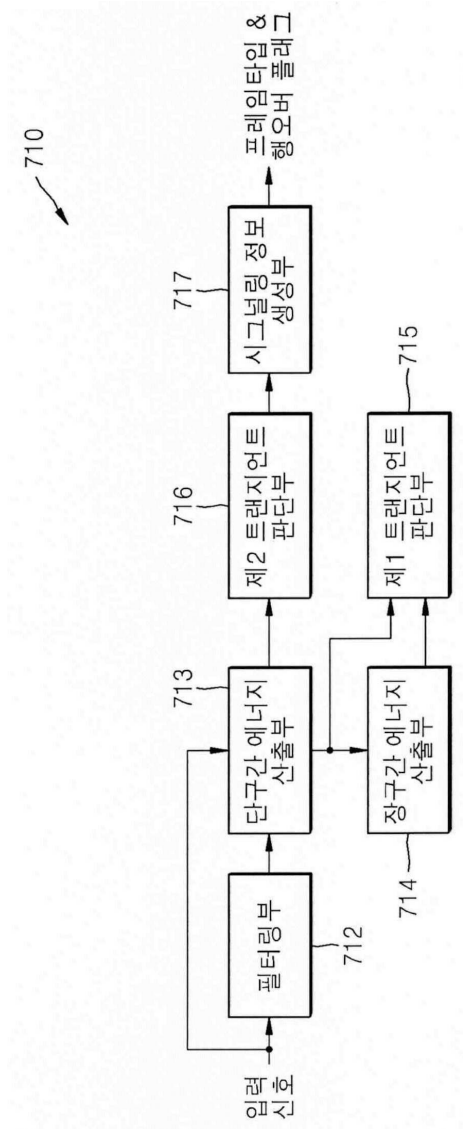 710
입력
신호
필터링부
712
단구간 에너지
산출부
713
장구간 에너지
산출부
714
제2 트랜지언트
판단부
716
제1 트랜지언트
판단부
715
시그널링 정보
생성부
717
프레임타입 &
행오버 플래그